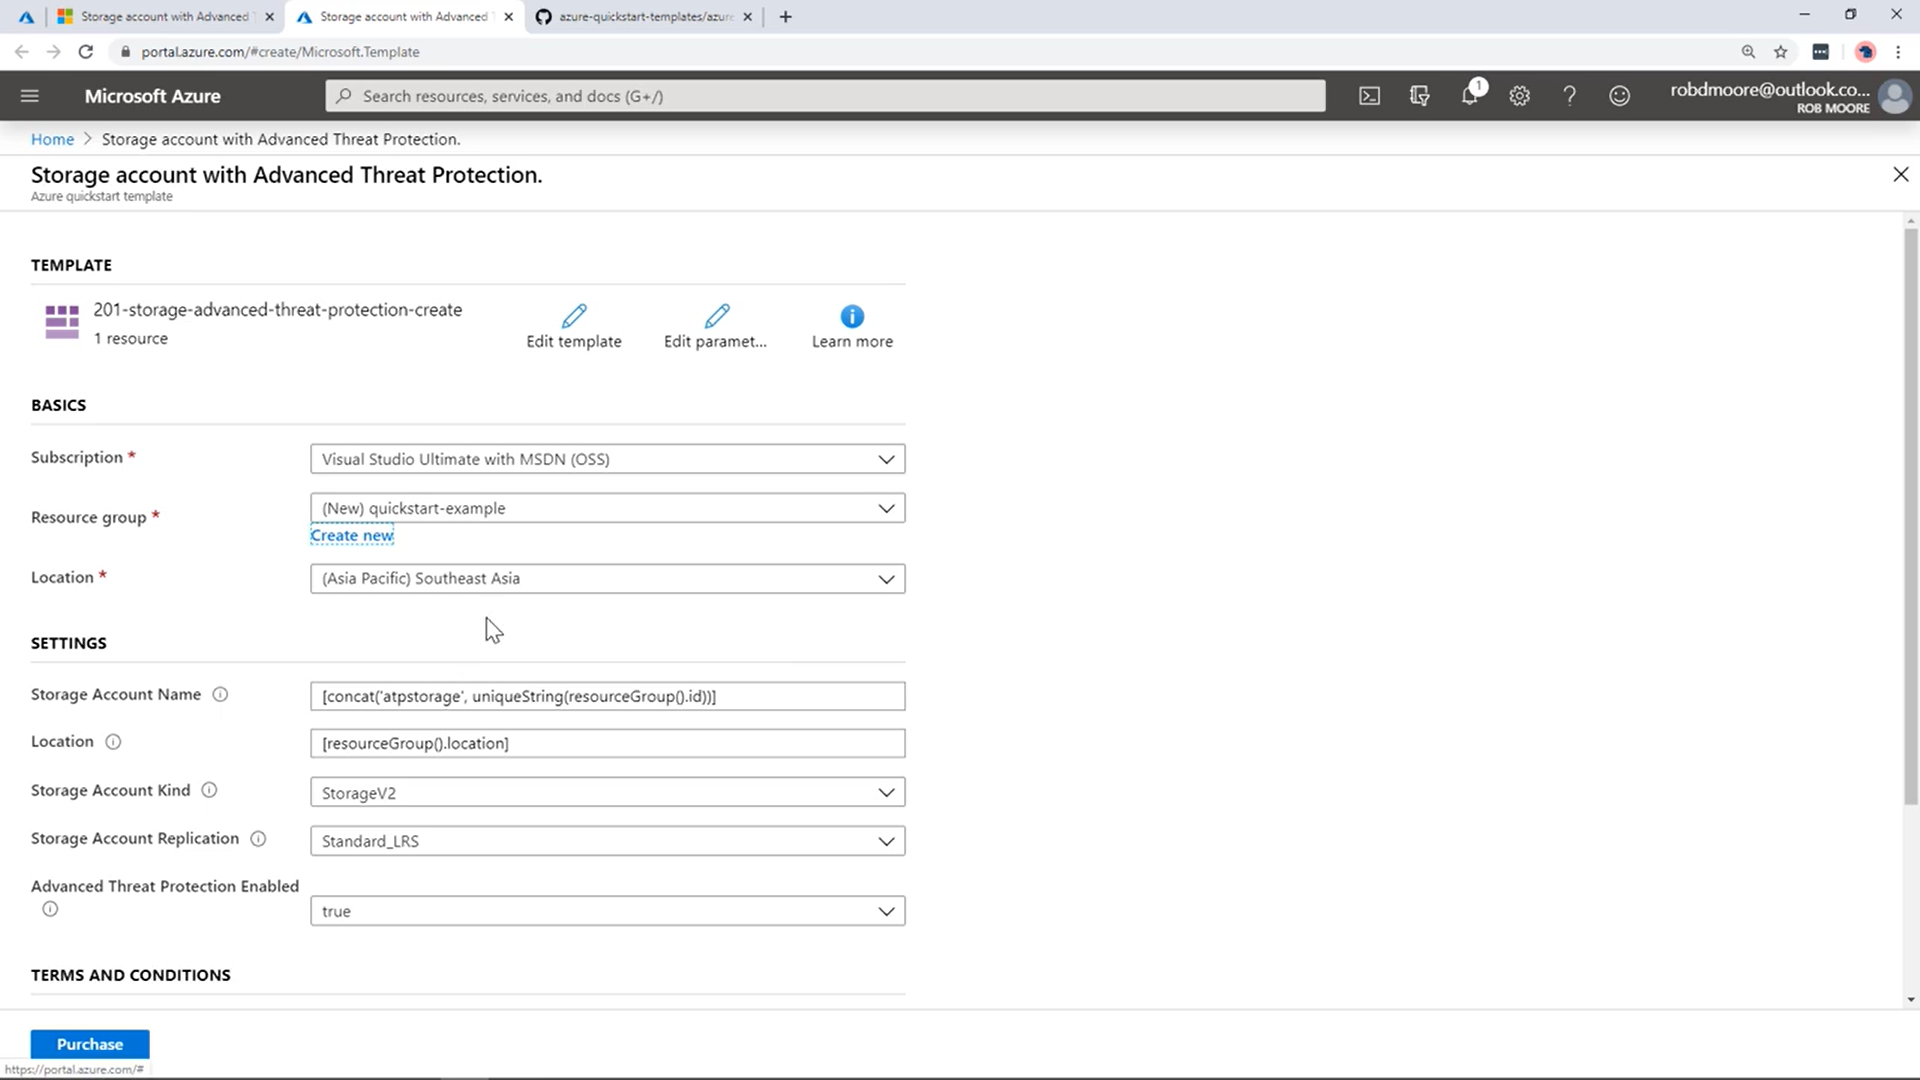 Storage account with Advanced
Storage account with Advanced
azure-quickstart-templates/azure
portal.azure.com/#create/Microsoft.Template
Microsoft Azure
Search resources, services, and docs (G+/)
1
robdmoore@outlook.co...
ROB MOORE
Home > Storage account with Advanced Threat Protection.
Storage account with Advanced Threat Protection.
Azure quickstart template
TEMPLATE
201-storage-advanced-threat-protection-create
1 resource
Edit template
Edit paramet...
Learn more
BASICS
Subscription *
Visual Studio Ultimate with MSDN (OSS)
Resource group *
(New) quickstart-example
Create new
Location *
(Asia Pacific) Southeast Asia
SETTINGS
Storage Account Name
[concat('atpstorage', uniqueString(resourceGroup().id))]
Location
[resourceGroup().location]
Storage Account Kind
StorageV2
Storage Account Replication
Standard_LRS
Advanced Threat Protection Enabled
true
TERMS AND CONDITIONS
Purchase
https://portal.azure.com/#